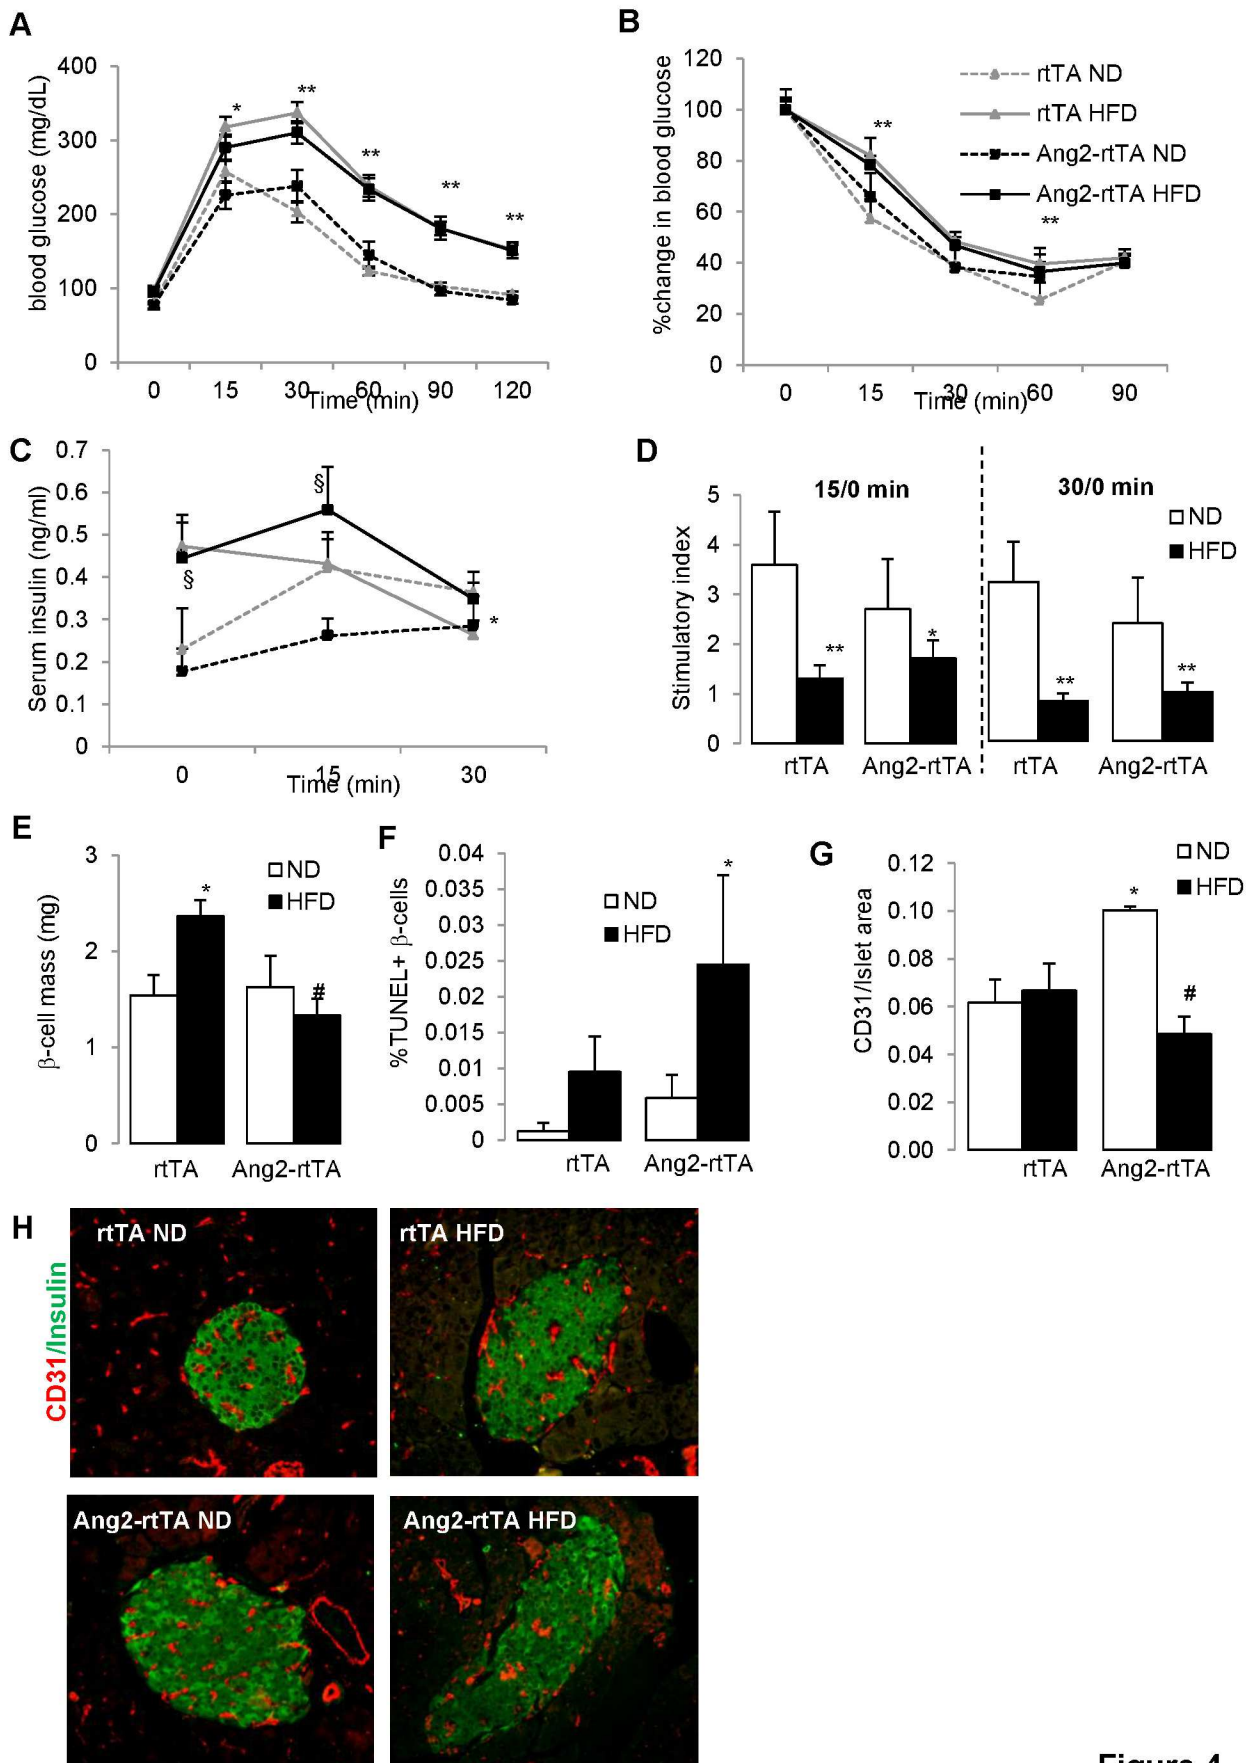 A
blood glucose (mg/dL)
400
300
200
100
0
0 15 30 60 90 120
Time (min)
*
**
**
**
**
B
%change in blood glucose
120
100
80
60
40
20
0
0 15 30 60 90
Time (min)
**
**
rtTA ND
rtTA HFD
Ang2-rtTA ND
Ang2-rtTA HFD
C
Serum insulin (ng/ml)
0.7
0.6
0.5
0.4
0.3
0.2
0.1
0
0 15 30
Time (min)
§
§
*
D
Stimulatory index
15/0 min
30/0 min
ND
HFD
5
4
3
2
1
0
**
*
**
**
rtTA Ang2-rtTA rtTA Ang2-rtTA
E
β-cell mass (mg)
3
2
1
0
ND
HFD
*
#
rtTA Ang2-rtTA
F
%TUNEL+ β-cells
0.04
0.035
0.03
0.025
0.02
0.015
0.01
0.005
0
ND
HFD
*
rtTA Ang2-rtTA
G
CD31/Islet area
0.12
0.10
0.08
0.06
0.04
0.02
0.00
ND
HFD
*
#
rtTA Ang2-rtTA
H
CD31/Insulin
rtTA ND
rtTA HFD
Ang2-rtTA ND
Ang2-rtTA HFD
Figure 4